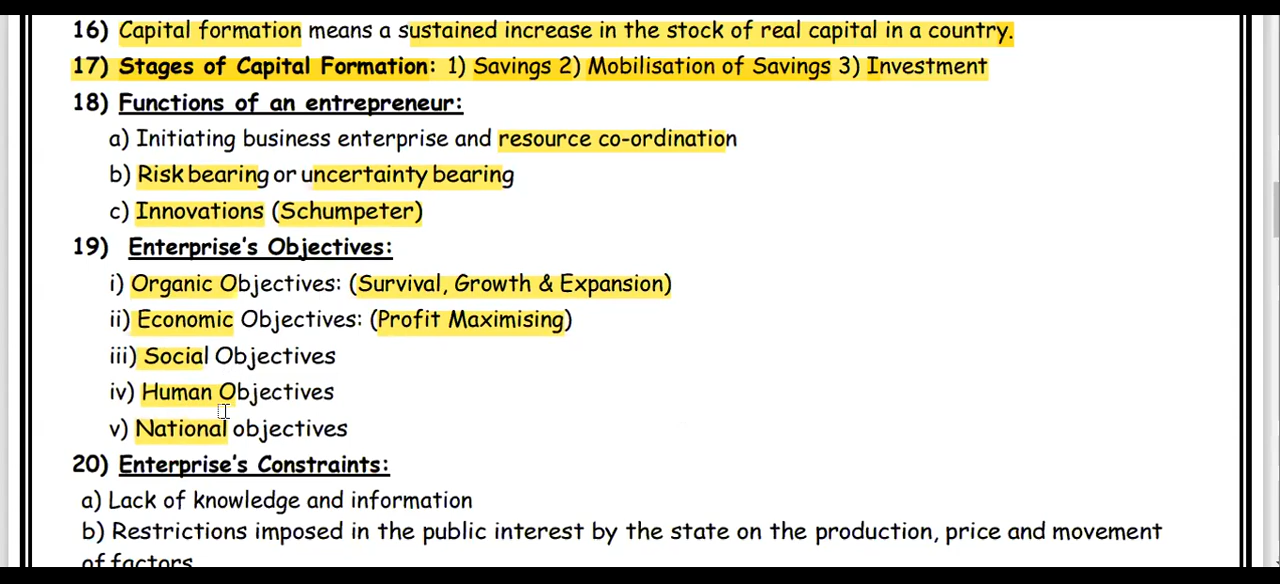 16) Capital formation means a sustained increase in the stock of real capital in a country.
17) Stages of Capital Formation: 1) Savings 2) Mobilisation of Savings 3) Investment
18) Functions of an entrepreneur:
a) Initiating business enterprise and resource co-ordination
b) Risk bearing or uncertainty bearing
c) Innovations (Schumpeter)
19) Enterprise's Objectives:
i) Organic Objectives: (Survival, Growth & Expansion)
ii) Economic Objectives: (Profit Maximising)
iii) Social Objectives
iv) Human Objectives
v) National objectives
20) Enterprise's Constraints:
a) Lack of knowledge and information
b) Restrictions imposed in the public interest by the state on the production, price and movement
of factors